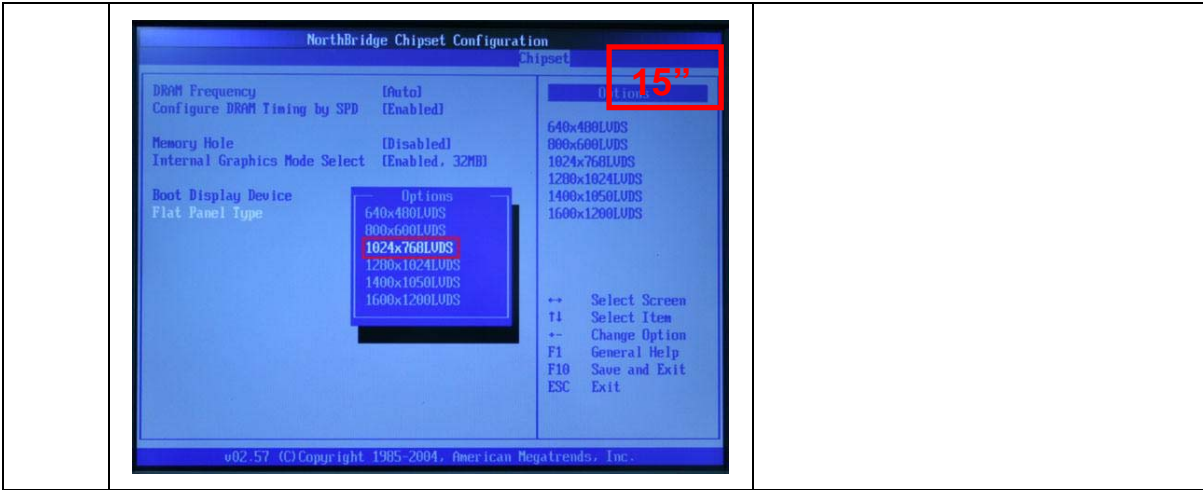 NorthBridge Chipset Configuration
Chipset
15”
DRAM Frequency [Auto]
Configure DRAM Timing by SPD [Enabled]
Memory Hole [Disabled]
Internal Graphics Mode Select [Enabled, 32MB]
Boot Display Device
Flat Panel Type
Options
640x480LVDS
800x600LVDS
1024x768LVDS
1280x1024LVDS
1400x1050LVDS
1600x1200LVDS
Options
640x480LVDS
800x600LVDS
1024x768LVDS
1280x1024LVDS
1400x1050LVDS
1600x1200LVDS
↔ Select Screen
↑↓ Select Item
+- Change Option
F1 General Help
F10 Save and Exit
ESC Exit
v02.57 (C)Copyright 1985-2004, American Megatrends, Inc.